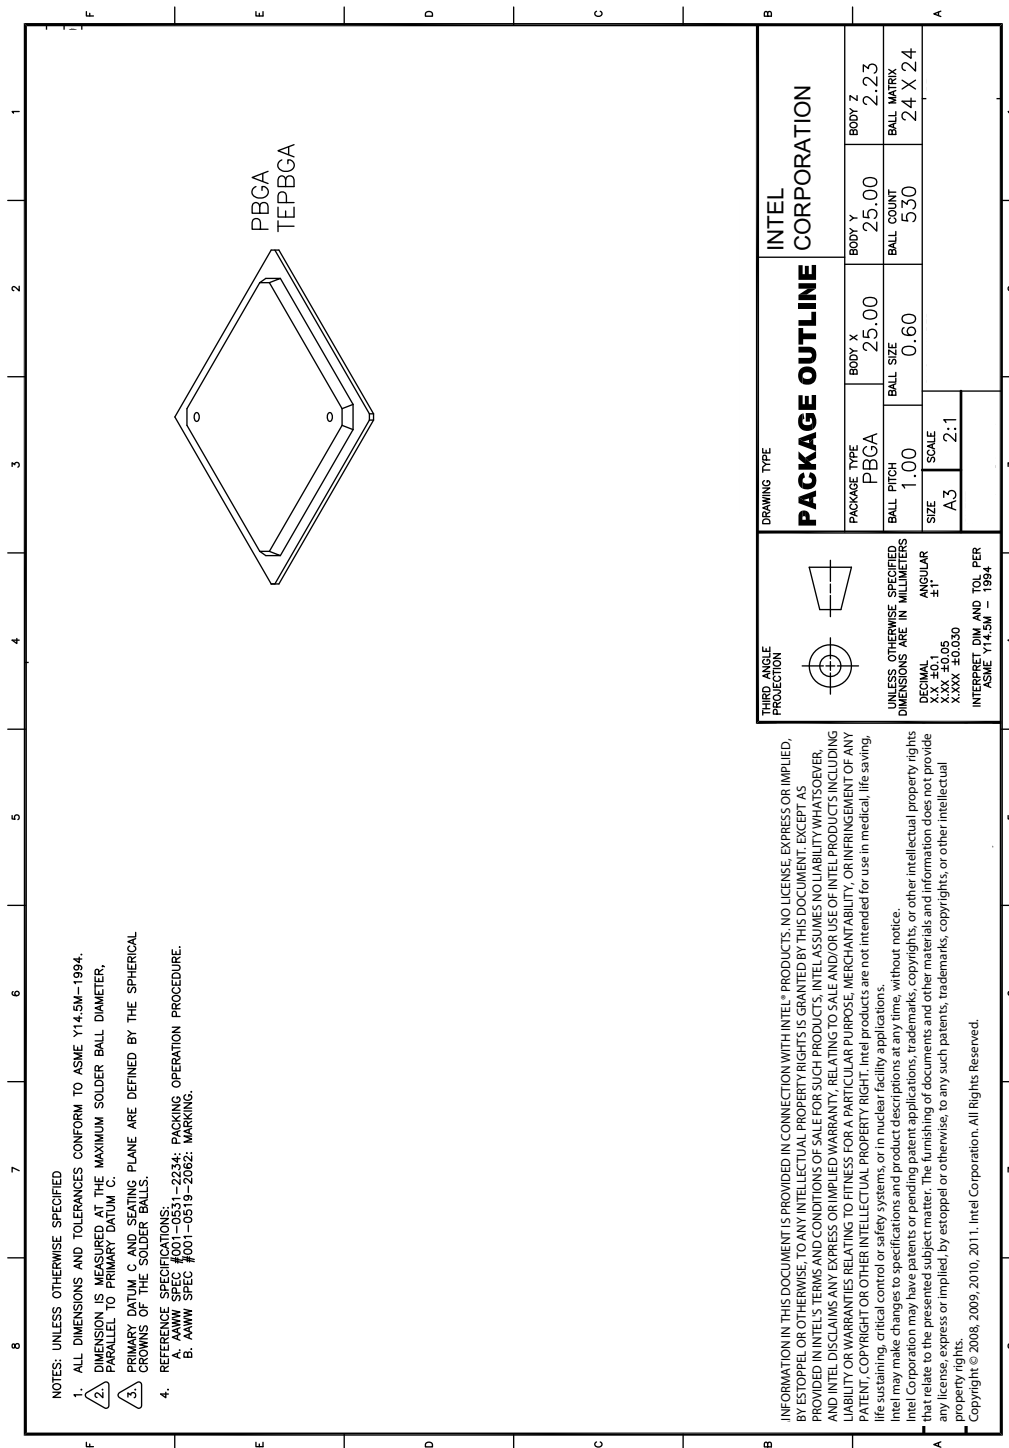 8
7
6
5
4
3
2
1
F
E
D
C
B
A
NOTES: UNLESS OTHERWISE SPECIFIED
1. ALL DIMENSIONS AND TOLERANCES CONFORM TO ASME Y14.5M-1994.
2. DIMENSION IS MEASURED AT THE MAXIMUM SOLDER BALL DIAMETER,
PARALLEL TO PRIMARY DATUM C.
3. PRIMARY DATUM C AND SEATING PLANE ARE DEFINED BY THE SPHERICAL
CROWNS OF THE SOLDER BALLS.
4. REFERENCE SPECIFICATIONS:
A. AAWW SPEC #001-0531-2234: PACKING OPERATION PROCEDURE.
B. AAWW SPEC #001-0519-2062: MARKING.
PBGA
TEPBGA
INFORMATION IN THIS DOCUMENT IS PROVIDED IN CONNECTION WITH INTEL® PRODUCTS. NO LICENSE, EXPRESS OR IMPLIED,
BY ESTOPPEL OR OTHERWISE, TO ANY INTELLECTUAL PROPERTY RIGHTS IS GRANTED BY THIS DOCUMENT. EXCEPT AS
PROVIDED IN INTEL'S TERMS AND CONDITIONS OF SALE FOR SUCH PRODUCTS, INTEL ASSUMES NO LIABILITY WHATSOEVER,
AND INTEL DISCLAIMS ANY EXPRESS OR IMPLIED WARRANTY, RELATING TO SALE AND/OR USE OF INTEL PRODUCTS INCLUDING
LIABILITY OR WARRANTIES RELATING TO FITNESS FOR A PARTICULAR PURPOSE, MERCHANTABILITY, OR INFRINGEMENT OF ANY
PATENT, COPYRIGHT OR OTHER INTELLECTUAL PROPERTY RIGHT. Intel products are not intended for use in medical, life saving,
life sustaining, critical control or safety systems, or in nuclear facility applications.
Intel may make changes to specifications and product descriptions at any time, without notice.
Intel Corporation may have patents or pending patent applications, trademarks, copyrights, or other intellectual property rights
that relate to the presented subject matter. The furnishing of documents and other materials and information does not provide
any license, express or implied, by estoppel or otherwise, to any such patents, trademarks, copyrights, or other intellectual
property rights.
Copyright © 2008, 2009, 2010, 2011. Intel Corporation. All Rights Reserved.
THIRD ANGLE
PROJECTION
UNLESS OTHERWISE SPECIFIED
DIMENSIONS ARE IN MILLIMETERS
DECIMAL ANGULAR
X.X ±0.1 ±1°
X.XX ±0.05
X.XXX ±0.030
INTERPRET DIM AND TOL PER
ASME Y14.5M - 1994
DRAWING TYPE
PACKAGE OUTLINE
INTEL
CORPORATION
PACKAGE TYPE BODY X BODY Y BODY Z
PBGA 25.00 25.00 2.23
BALL PITCH BALL SIZE BALL COUNT BALL MATRIX
1.00 0.60 530 24 X 24
SIZE SCALE
A3 2:1
F
E
D
C
B
A